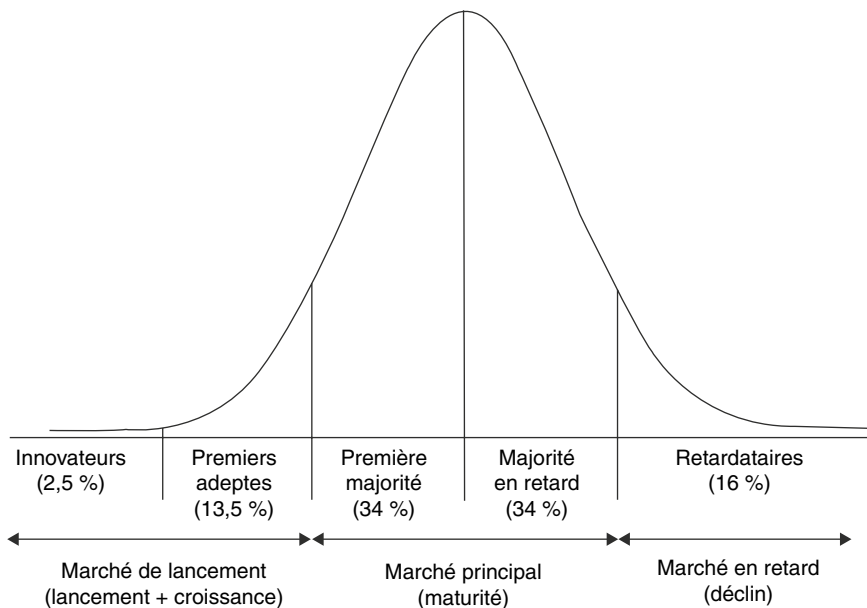 Innovateurs
(2,5 %)
Premiers
adeptes
(13,5 %)
Première
majorité
(34 %)
Majorité
en retard
(34 %)
Retardataires
(16 %)
Marché de lancement
(lancement + croissance)
Marché principal
(maturité)
Marché en retard
(déclin)